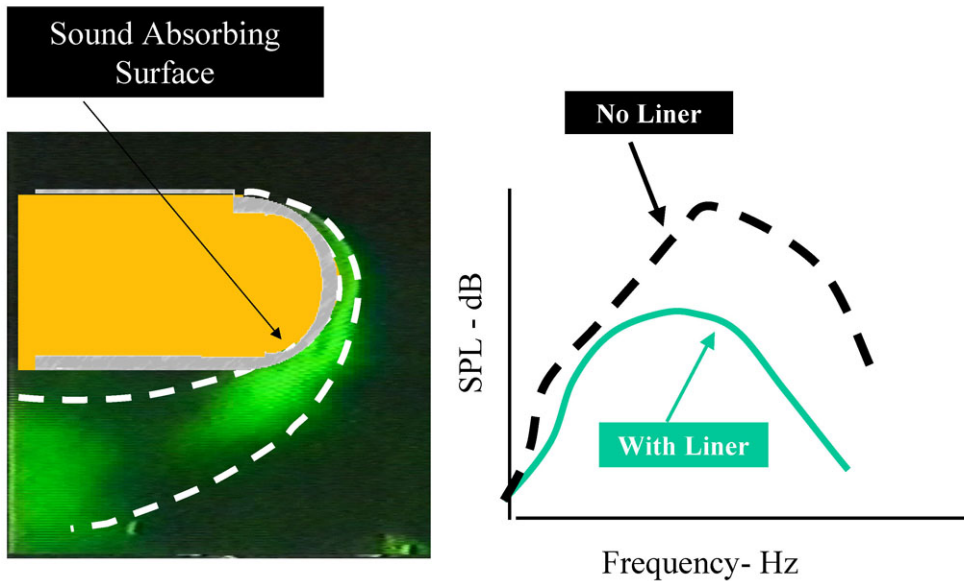 Sound Absorbing
Surface
No Liner
SPL - dB
With Liner
Frequency- Hz